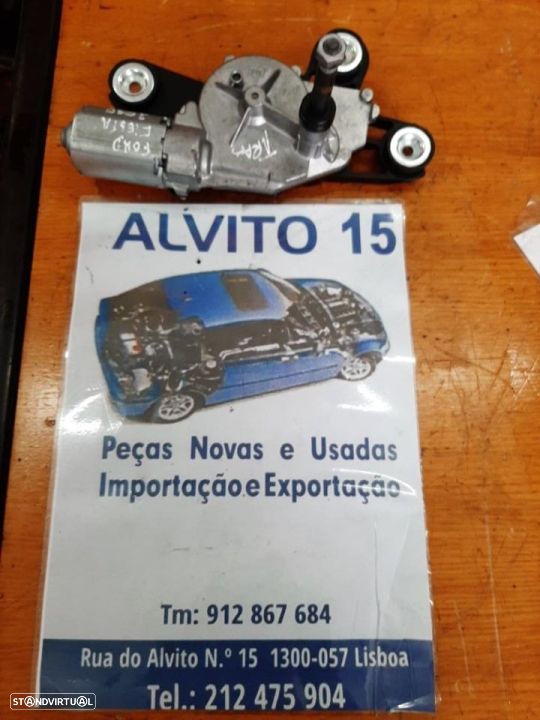 FORD
FIESTA
TRAS
ALVITO 15
Peças Novas e Usadas
Importação e Exportação
Tm: 912 867 684
Rua do Alvito N.º 15 1300-057 Lisboa
Tel.: 212 475 904
STANDVIRTUAL